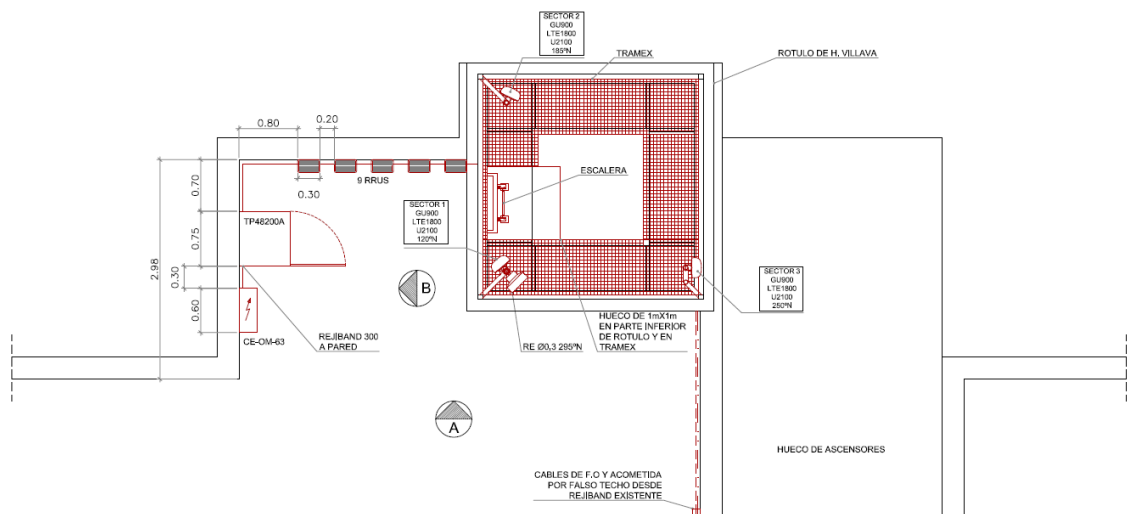 SECTOR 2
GU900
LTE1800
U2100
185ºN
TRAMEX
ROTULO DE H. VILLAVA
0.80
0.20
9 RRUS
0.30
ESCALERA
SECTOR 1
GU900
LTE1800
U2100
120ºN
0.70
TP48200A
0.75
2.98
0.30
0.60
B
SECTOR 3
GU900
LTE1800
U2100
250ºN
CE-OM-63
REJIBAND 300
A PARED
RE Ø0,3 295ºN
HUECO DE 1mX1m
EN PARTE INFERIOR
DE ROTULO Y EN
TRAMEX
A
HUECO DE ASCENSORES
CABLES DE F.O Y ACOMETIDA
POR FALSO TECHO DESDE
REJIBAND EXISTENTE